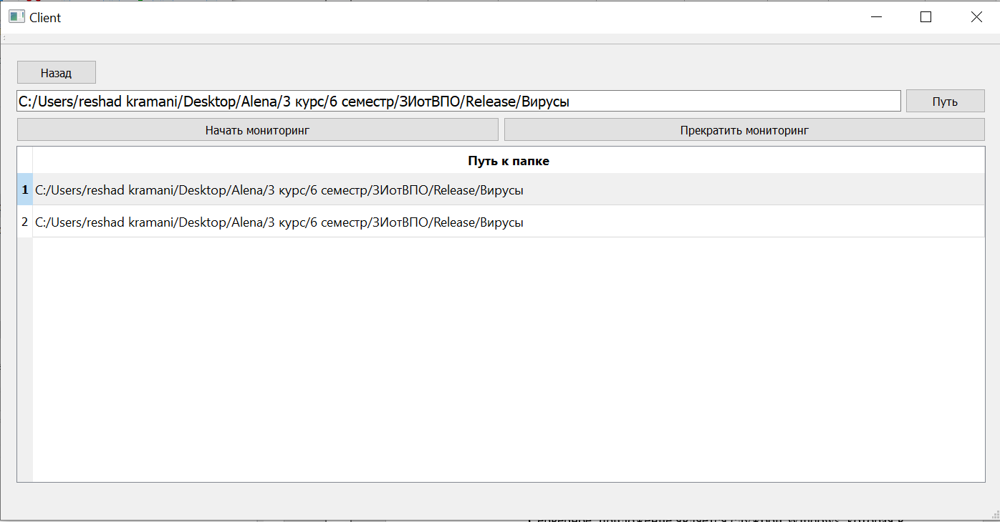 Client
Назад
C:/Users/reshad kramani/Desktop/Alena/3 курс/6 семестр/ЗИотВПО/Release/Вирусы
Путь
Начать мониторинг
Прекратить мониторинг
Путь к папке
1 C:/Users/reshad kramani/Desktop/Alena/3 курс/6 семестр/ЗИотВПО/Release/Вирусы
2 C:/Users/reshad kramani/Desktop/Alena/3 курс/6 семестр/ЗИотВПО/Release/Вирусы